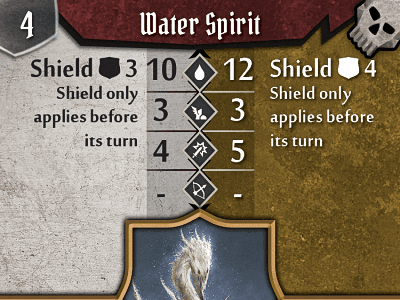 4 Water Spirit
Shield 3 10 12 Shield 4
Shield only Shield only
applies before 3 3 applies before
its turn 4 5 its turn
- -